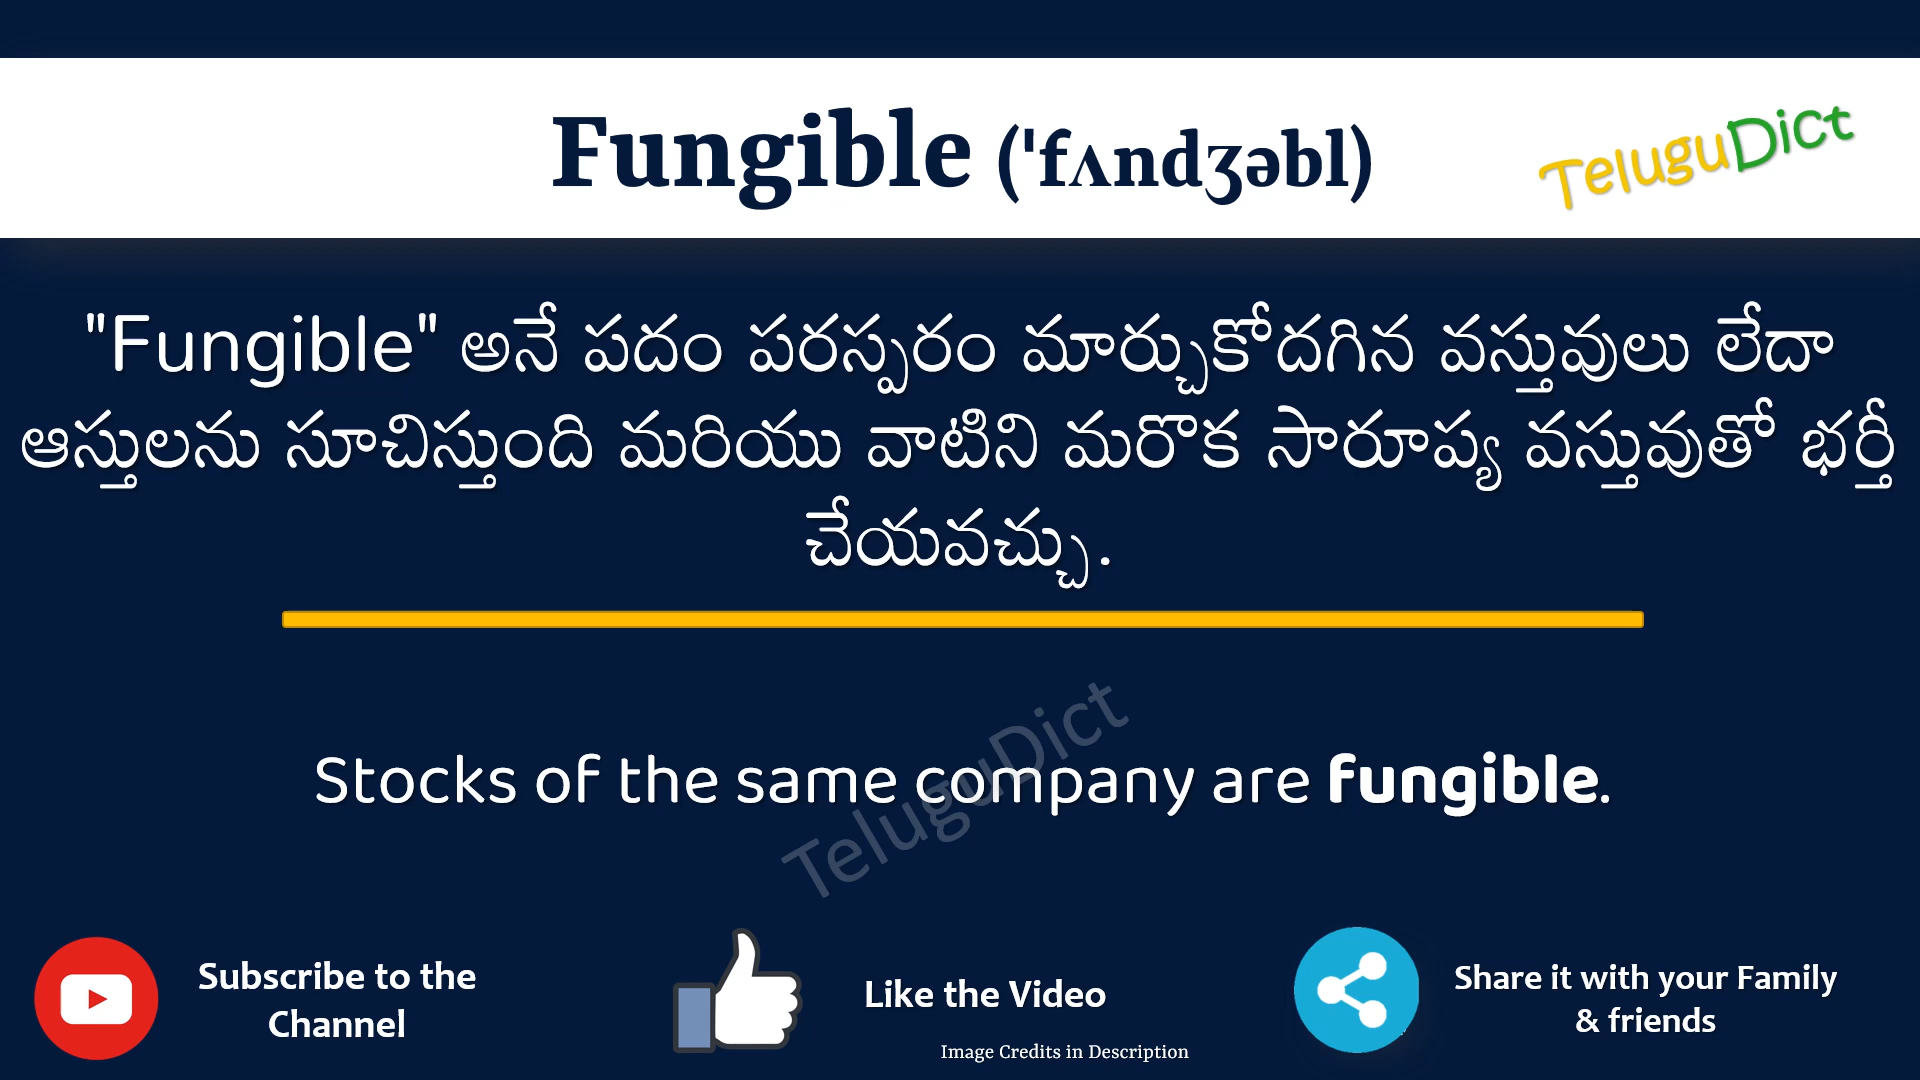 Fungible (ˈfʌndʒəbl)
TeluguDict
"Fungible" అనే పదం పరస్పరం మార్చుకోదగిన వస్తువులు లేదా
ఆస్తులను సూచిస్తుంది మరియు వాటిని మరొక సారూప్య వస్తువుతో భర్తీ
చేయవచ్చు.
TeluguDict
Stocks of the same company are fungible.
Subscribe to the
Channel
Like the Video
Share it with your Family
& friends
Image Credits in Description